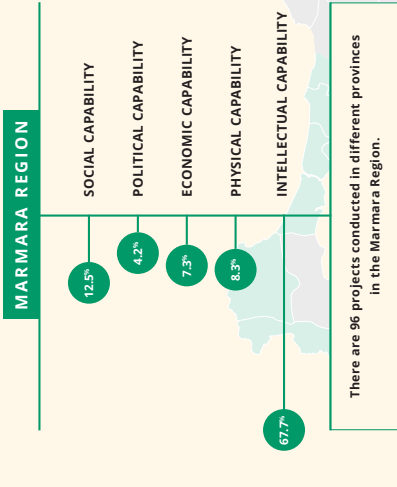 MARMARA REGION
12.5% SOCIAL CAPABILITY
4.2% POLITICAL CAPABILITY
7.3% ECONOMIC CAPABILITY
8.3% PHYSICAL CAPABILITY
67.7% INTELLECTUAL CAPABILITY
There are 96 projects conducted in different provinces
in the Marmara Region.